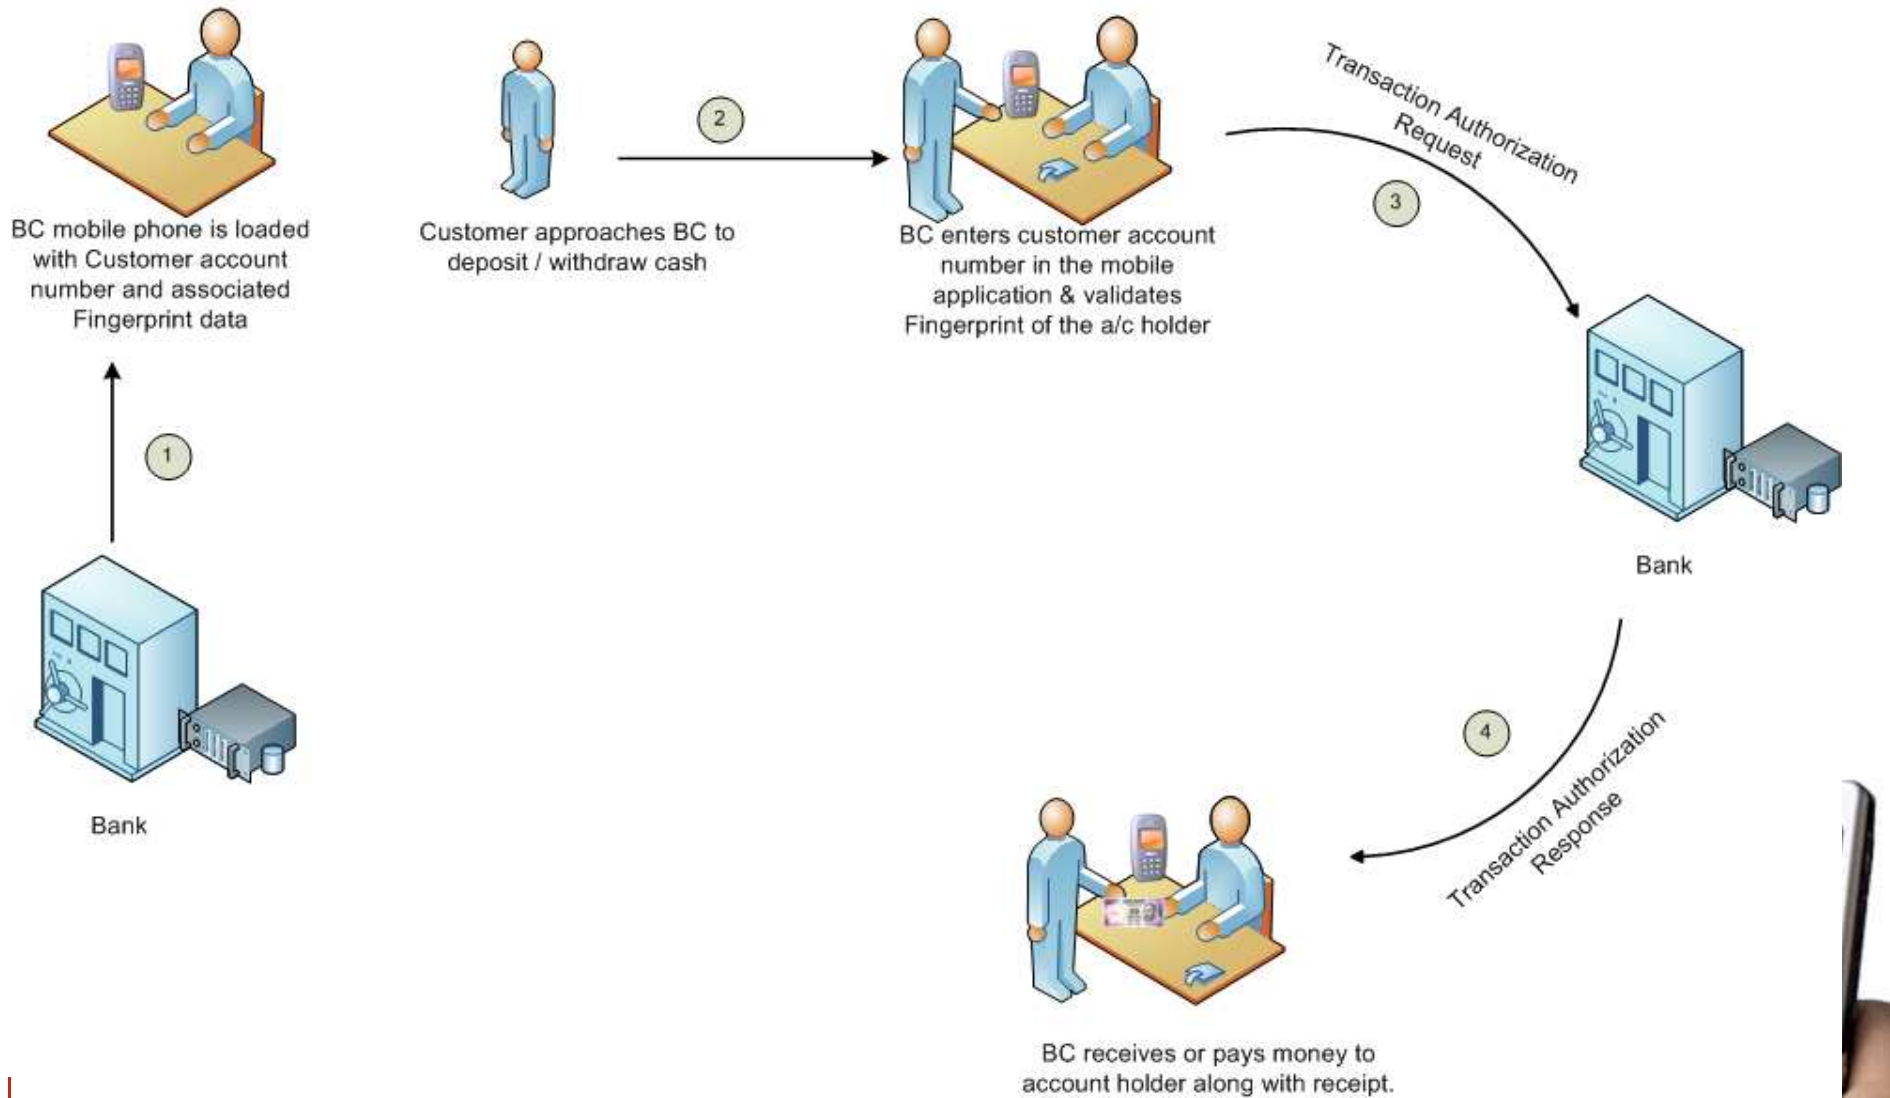 BC mobile phone is loaded
with Customer account
number and associated
Fingerprint data
1
Bank
Customer approaches BC to
deposit / withdraw cash
2
BC enters customer account
number in the mobile
application & validates
Fingerprint of the a/c holder
Transaction Authorization
Request
3
Bank
4
Transaction Authorization
Response
BC receives or pays money to
account holder along with receipt.